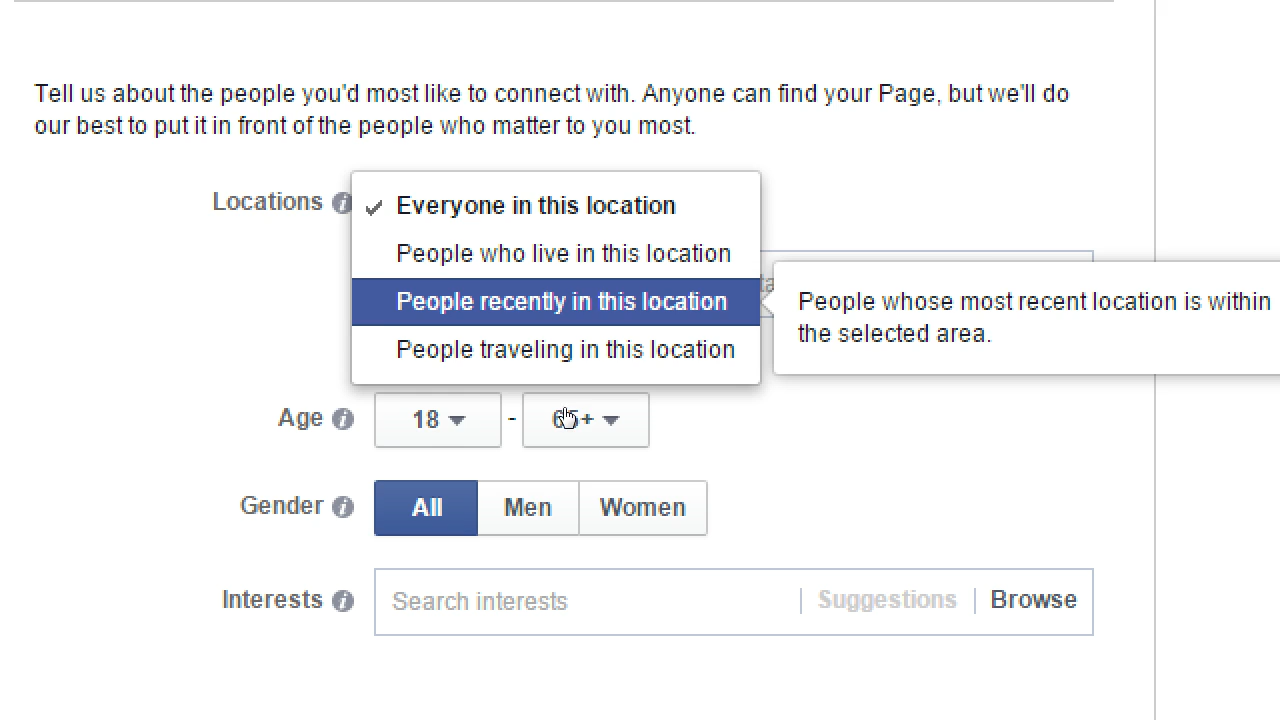 Tell us about the people you'd most like to connect with. Anyone can find your Page, but we'll do
our best to put it in front of the people who matter to you most.
Locations
Everyone in this location
People who live in this location
People recently in this location
People traveling in this location
People whose most recent location is within
the selected area.
Age 18 - 65+
Gender All Men Women
Interests Search interests Suggestions Browse